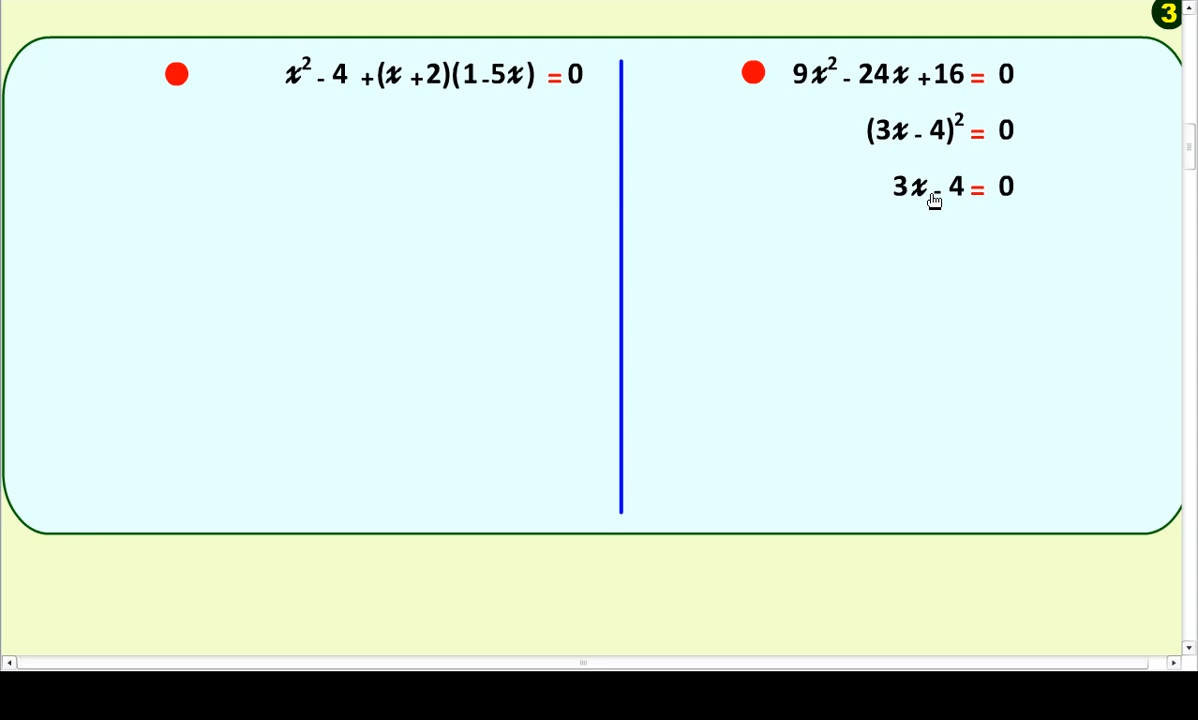 3
x² - 4 +(x +2)(1-5x) = 0
9x² - 24x +16 = 0
(3x - 4)² = 0
3x - 4 = 0